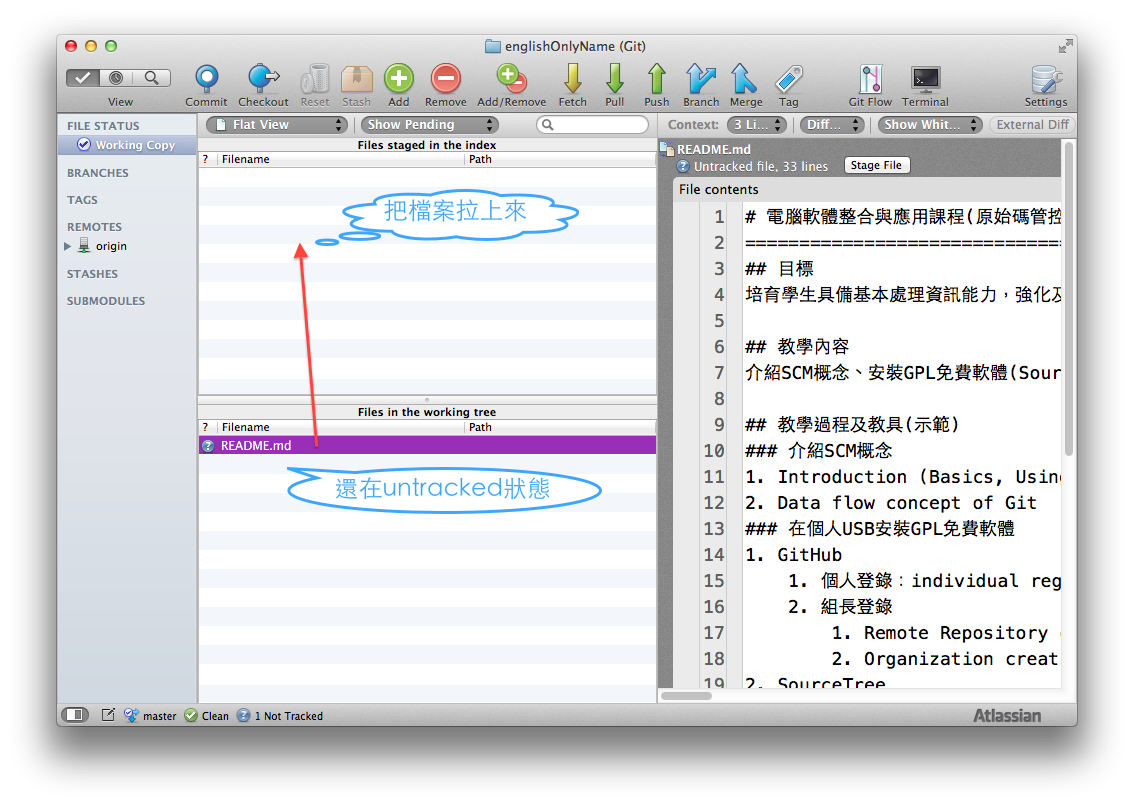 englishOnlyName (Git)
View
Commit
Checkout
Reset
Stash
Add
Remove
Add/Remove
Fetch
Pull
Push
Branch
Merge
Tag
Git Flow
Terminal
Settings
FILE STATUS
Working Copy
BRANCHES
TAGS
REMOTES
origin
STASHES
SUBMODULES
Flat View
Show Pending
Files staged in the index
? Filename Path
把檔案拉上來
Files in the working tree
? Filename Path
? README.md
還在untracked狀態
Context: 3 Li... Diff... Show Whit... External Diff
README.md
? Untracked file, 33 lines Stage File
File contents
1 # 電腦軟體整合與應用課程(原始碼管控
2 =============================
3 ## 目標
4 培育學生具備基本處理資訊能力，強化及
5
6 ## 教學內容
7 介紹SCM概念、安裝GPL免費軟體(Sour
8
9 ## 教學過程及教具(示範)
10 ### 介紹SCM概念
11 1. Introduction (Basics, Using
12 2. Data flow concept of Git
13 ### 在個人USB安裝GPL免費軟體
14 1. GitHub
15 1. 個人登錄：individual reg
16 2. 組長登錄
17 1. Remote Repository
18 2. Organization creat
19 2. SourceTree
master Clean ? 1 Not Tracked
Atlassian